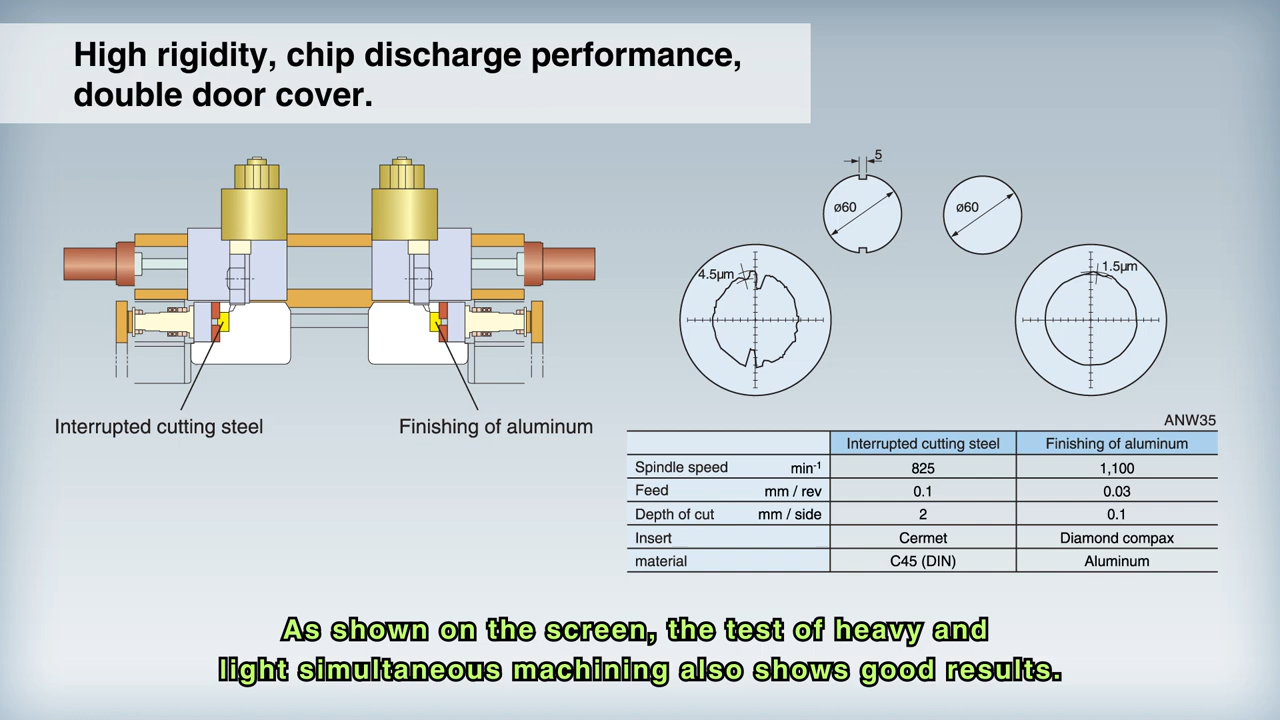 High rigidity, chip discharge performance,
double door cover.
5
ø60
ø60
4.5μm
1.5μm
Interrupted cutting steel
Finishing of aluminum
ANW35
Interrupted cutting steel Finishing of aluminum
Spindle speed min-1 825 1,100
Feed mm / rev 0.1 0.03
Depth of cut mm / side 2 0.1
Insert Cermet Diamond compax
material C45 (DIN) Aluminum
As shown on the screen, the test of heavy and
light simultaneous machining also shows good results.